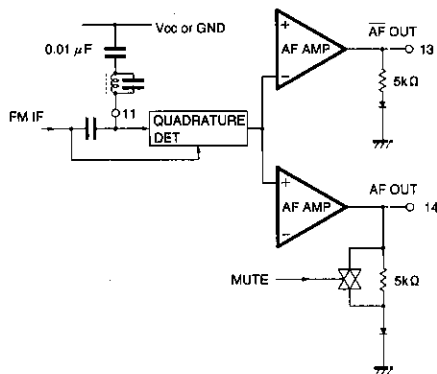 Vcc or GND
0.01 μF
11
FM IF
QUADRATURE
DET
+
AF AMP
−
A̅F̅ OUT
13
5kΩ
+
AF AMP
−
AF OUT
14
MUTE
5kΩ